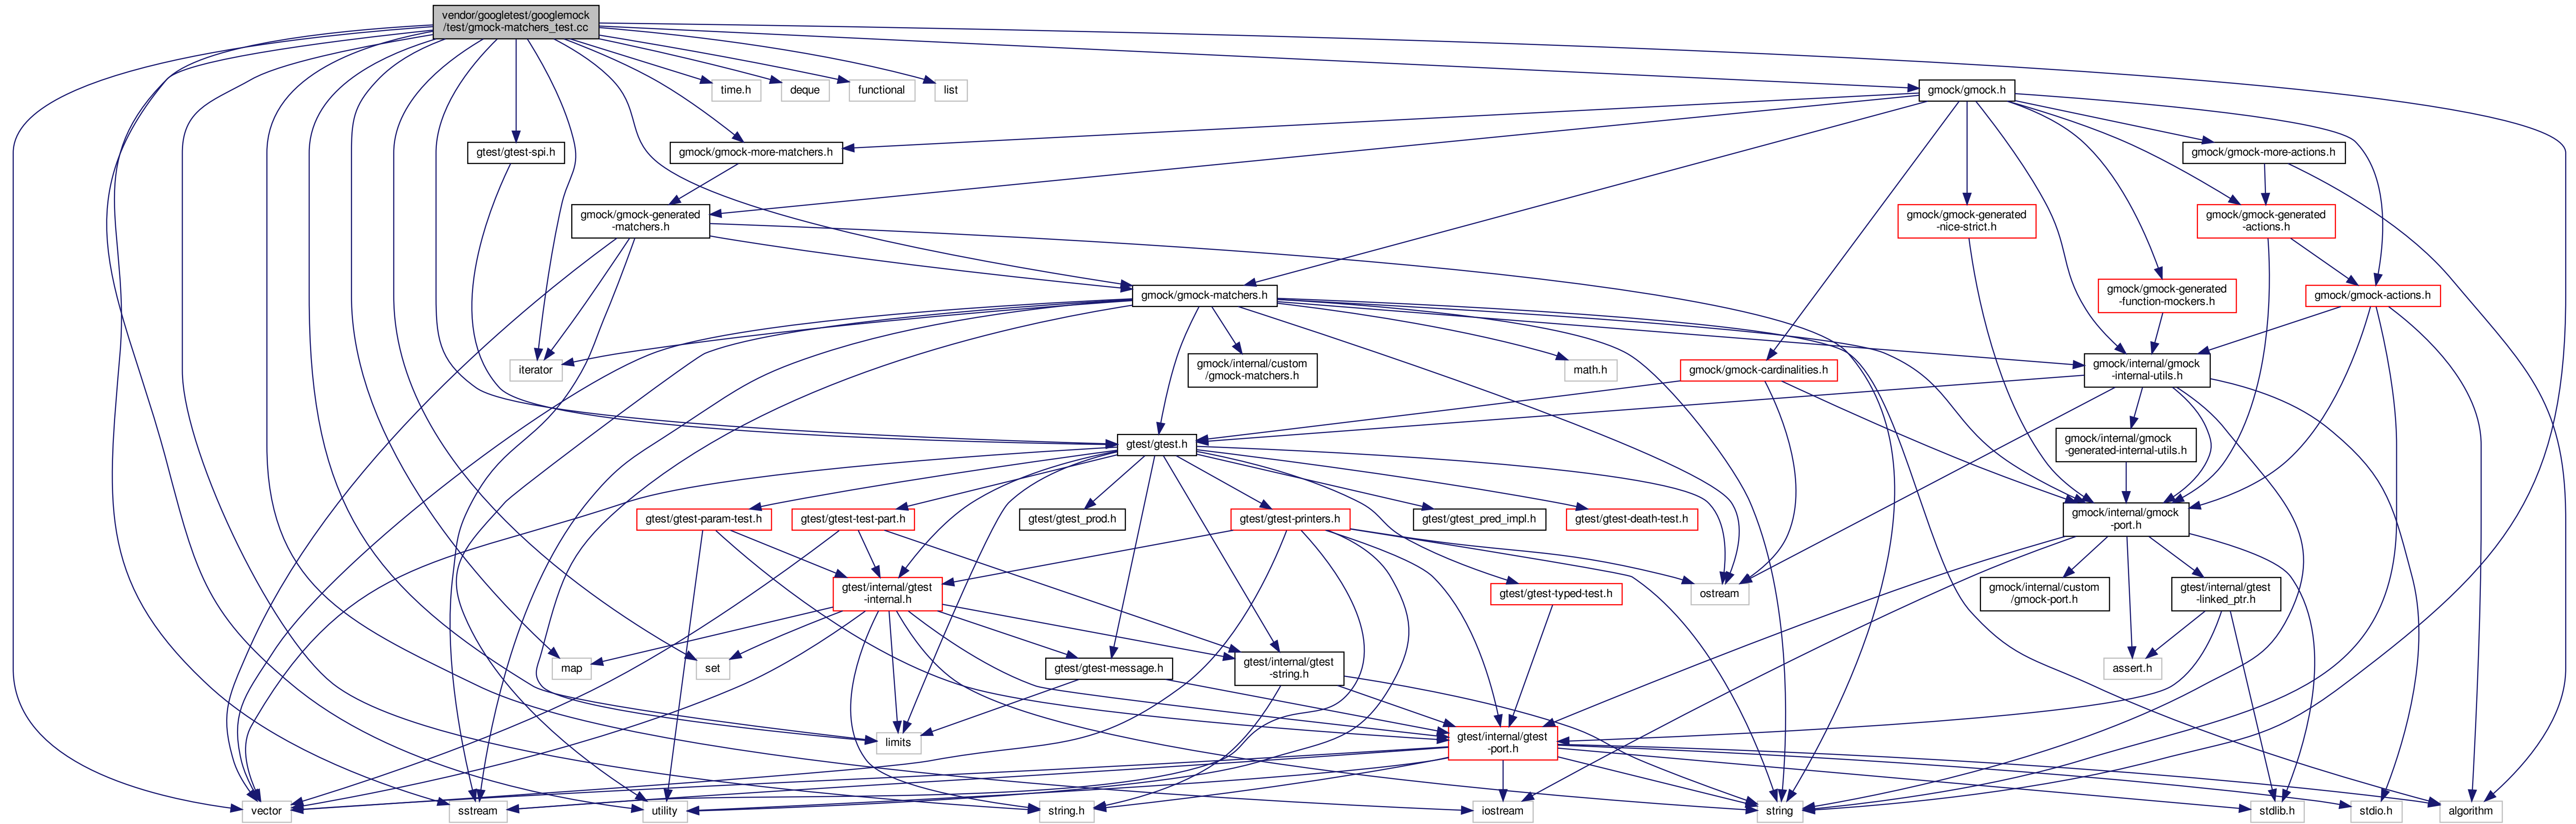 vendor/googletest/googlemock
/test/gmock-matchers_test.cc
time.h
deque
functional
list
gmock/gmock.h
gtest/gtest-spi.h
gmock/gmock-more-matchers.h
gmock/gmock-more-actions.h
gmock/gmock-generated
-matchers.h
gmock/gmock-generated
-nice-strict.h
gmock/gmock-generated
-actions.h
gmock/gmock-matchers.h
gmock/gmock-generated
-function-mockers.h
gmock/gmock-actions.h
iterator
gmock/internal/custom
/gmock-matchers.h
math.h
gmock/gmock-cardinalities.h
gmock/internal/gmock
-internal-utils.h
gtest/gtest.h
gmock/internal/gmock
-generated-internal-utils.h
gtest/gtest-param-test.h
gtest/gtest-test-part.h
gtest/gtest_prod.h
gtest/gtest-printers.h
gtest/gtest_pred_impl.h
gtest/gtest-death-test.h
gmock/internal/gmock
-port.h
gtest/internal/gtest
-internal.h
gtest/gtest-typed-test.h
ostream
gmock/internal/custom
/gmock-port.h
gtest/internal/gtest
-linked_ptr.h
map
set
gtest/gtest-message.h
gtest/internal/gtest
-string.h
assert.h
limits
gtest/internal/gtest
-port.h
vector
sstream
utility
string.h
iostream
string
stdlib.h
stdio.h
algorithm